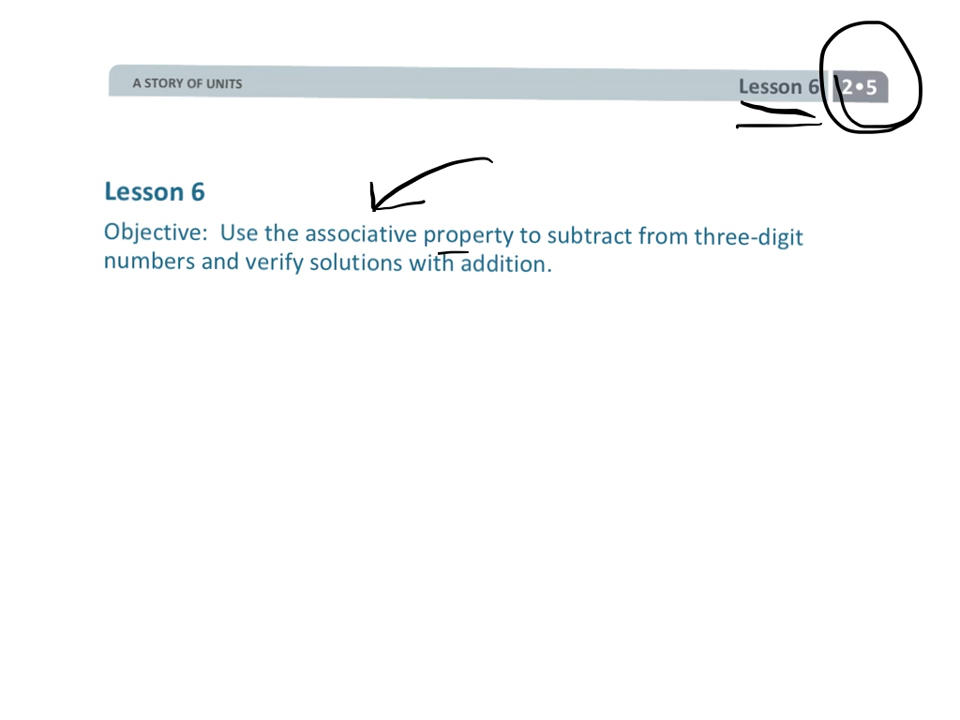 A STORY OF UNITS
Lesson 6 2•5
Lesson 6
Objective: Use the associative property to subtract from three-digit
numbers and verify solutions with addition.